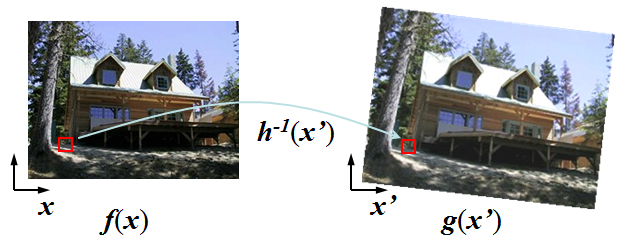 h⁻¹(x’)
x
x’
f(x)
g(x’)